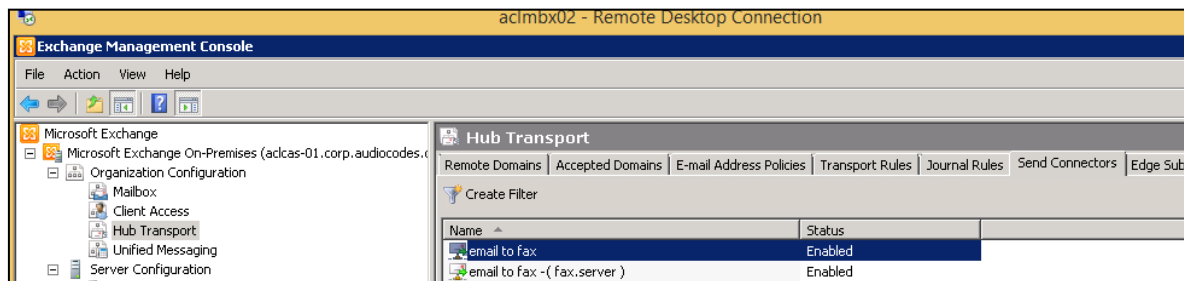 aclmbx02 - Remote Desktop Connection
Exchange Management Console
File Action View Help
Microsoft Exchange
Microsoft Exchange On-Premises (aclcas-01.corp.audiocodes.
Organization Configuration
Mailbox
Client Access
Hub Transport
Unified Messaging
Server Configuration
Hub Transport
Remote Domains Accepted Domains E-mail Address Policies Transport Rules Journal Rules Send Connectors Edge Sub
Create Filter
Name Status
email to fax Enabled
email to fax -( fax.server ) Enabled